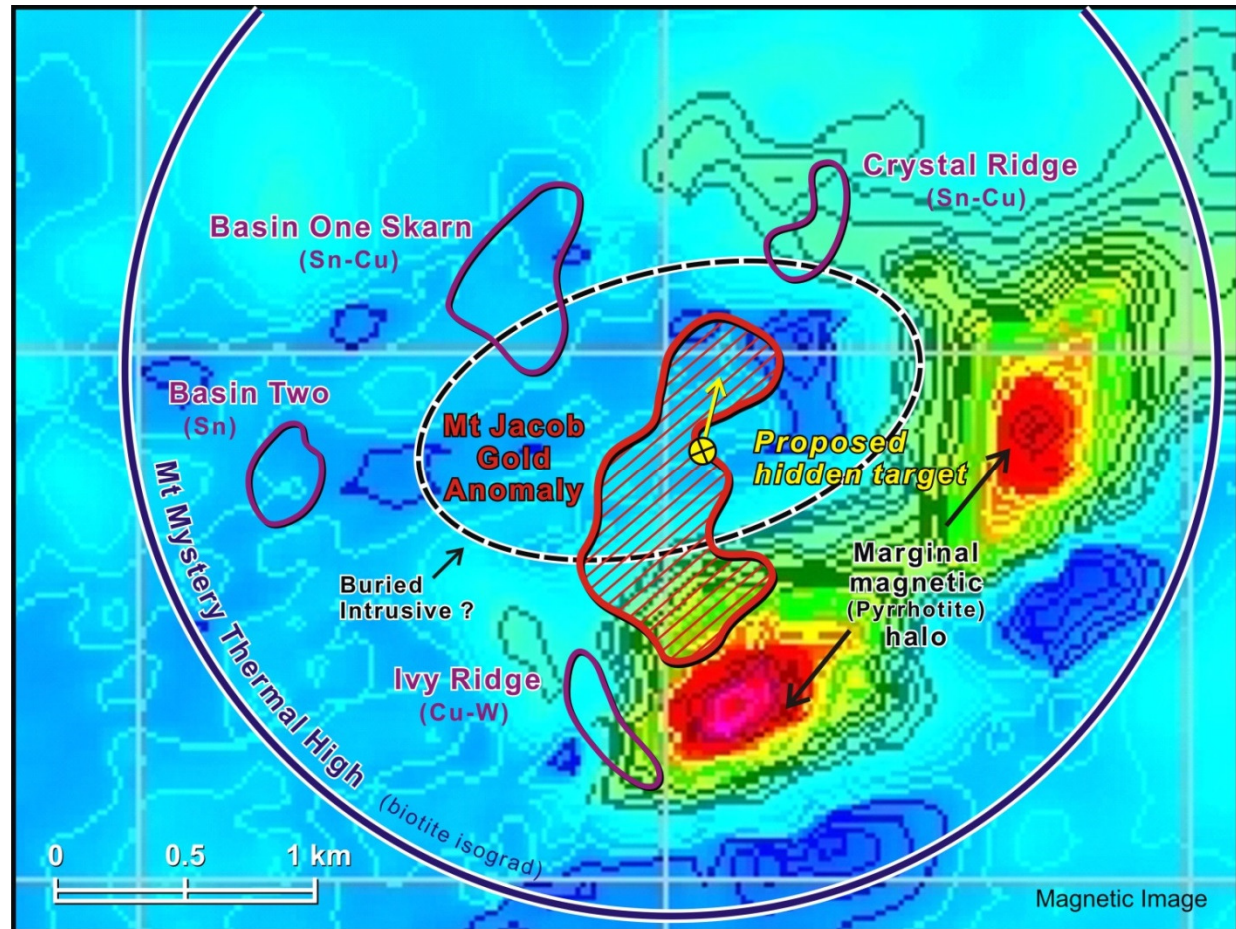 Crystal Ridge
(Sn-Cu)
Basin One Skarn
(Sn-Cu)
Basin Two
(Sn)
Mt Jacob
Gold
Anomaly
Proposed
hidden target
Marginal
magnetic
(Pyrrhotite)
halo
Buried
Intrusive ?
Ivy Ridge
(Cu-W)
Mt Mystery Thermal High
(biotite isograd)
0 0.5 1 km
Magnetic Image